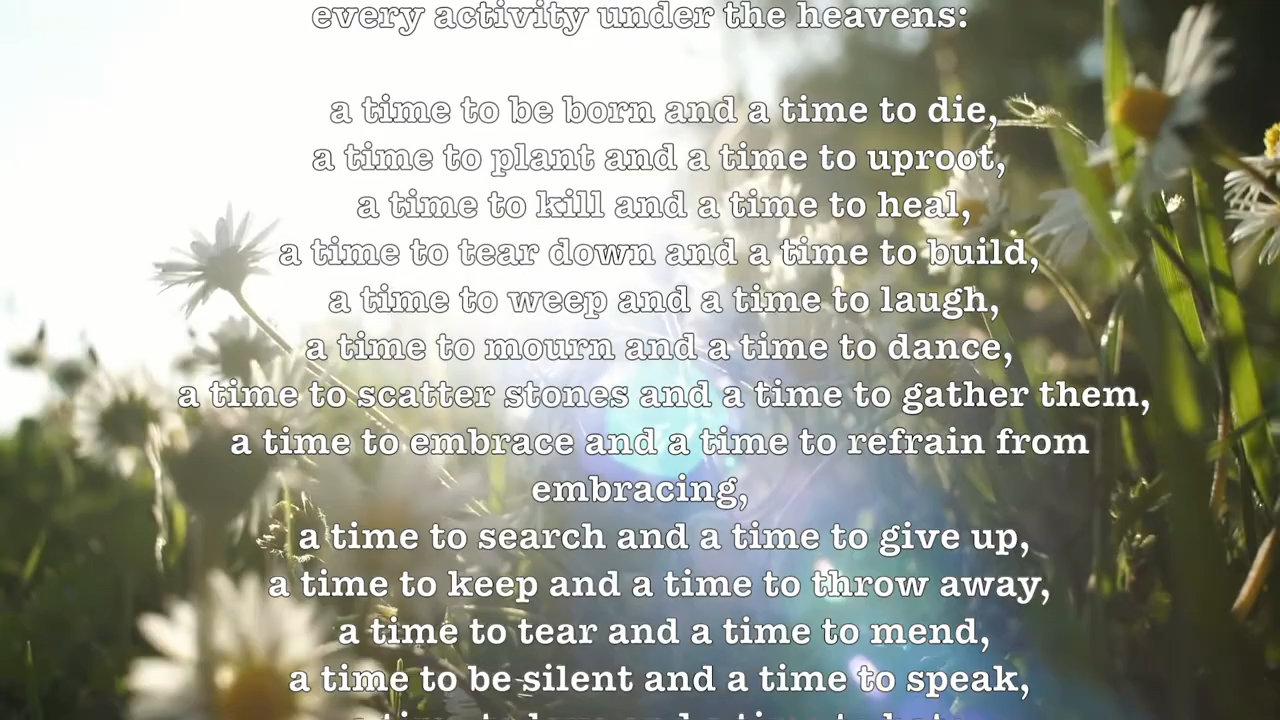 every activity under the heavens:
a time to be born and a time to die,
a time to plant and a time to uproot,
a time to kill and a time to heal,
a time to tear down and a time to build,
a time to weep and a time to laugh,
a time to mourn and a time to dance,
a time to scatter stones and a time to gather them,
a time to embrace and a time to refrain from
embracing,
a time to search and a time to give up,
a time to keep and a time to throw away,
a time to tear and a time to mend,
a time to be silent and a time to speak,